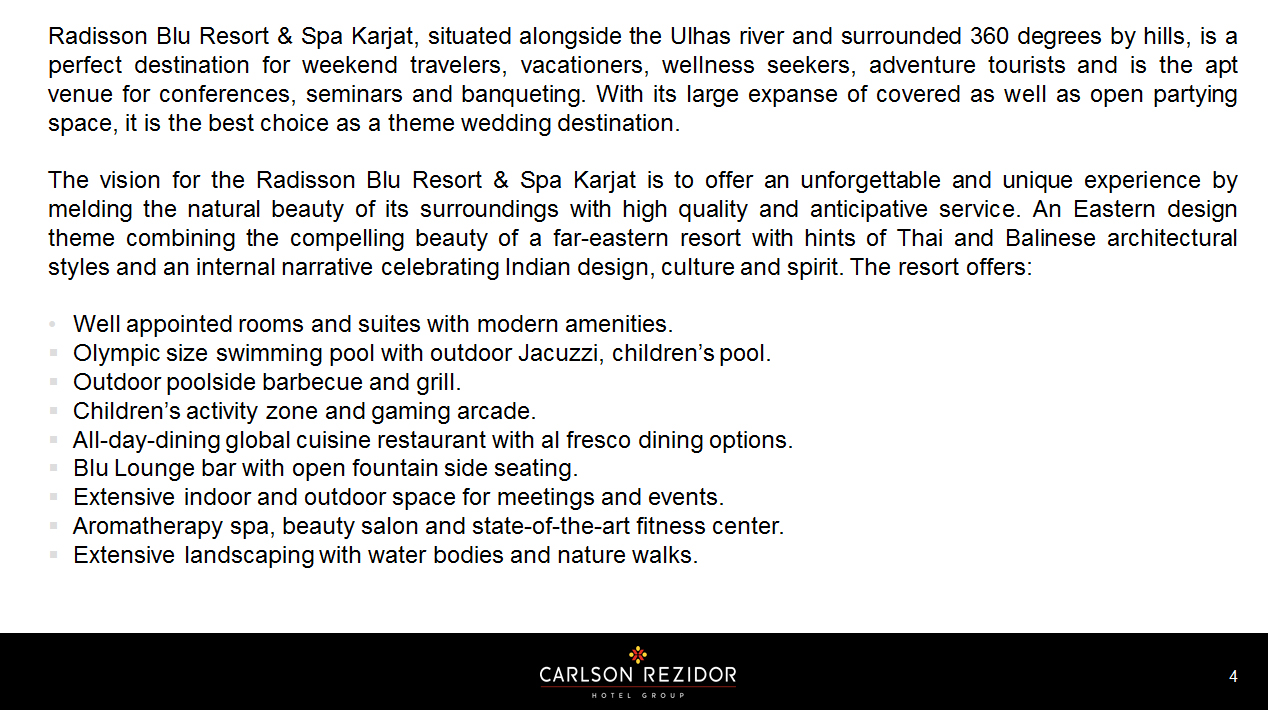 Radisson Blu Resort & Spa Karjat, situated alongside the Ulhas river and surrounded 360 degrees by hills, is a
perfect destination for weekend travelers, vacationers, wellness seekers, adventure tourists and is the apt
venue for conferences, seminars and banqueting. With its large expanse of covered as well as open partying
space, it is the best choice as a theme wedding destination.
The vision for the Radisson Blu Resort & Spa Karjat is to offer an unforgettable and unique experience by
melding the natural beauty of its surroundings with high quality and anticipative service. An Eastern design
theme combining the compelling beauty of a far-eastern resort with hints of Thai and Balinese architectural
styles and an internal narrative celebrating Indian design, culture and spirit. The resort offers:
• Well appointed rooms and suites with modern amenities.
▪ Olympic size swimming pool with outdoor Jacuzzi, children’s pool.
▪ Outdoor poolside barbecue and grill.
▪ Children’s activity zone and gaming arcade.
▪ All-day-dining global cuisine restaurant with al fresco dining options.
▪ Blu Lounge bar with open fountain side seating.
▪ Extensive indoor and outdoor space for meetings and events.
▪ Aromatherapy spa, beauty salon and state-of-the-art fitness center.
▪ Extensive landscaping with water bodies and nature walks.
CARLSON REZIDOR
HOTEL GROUP
4